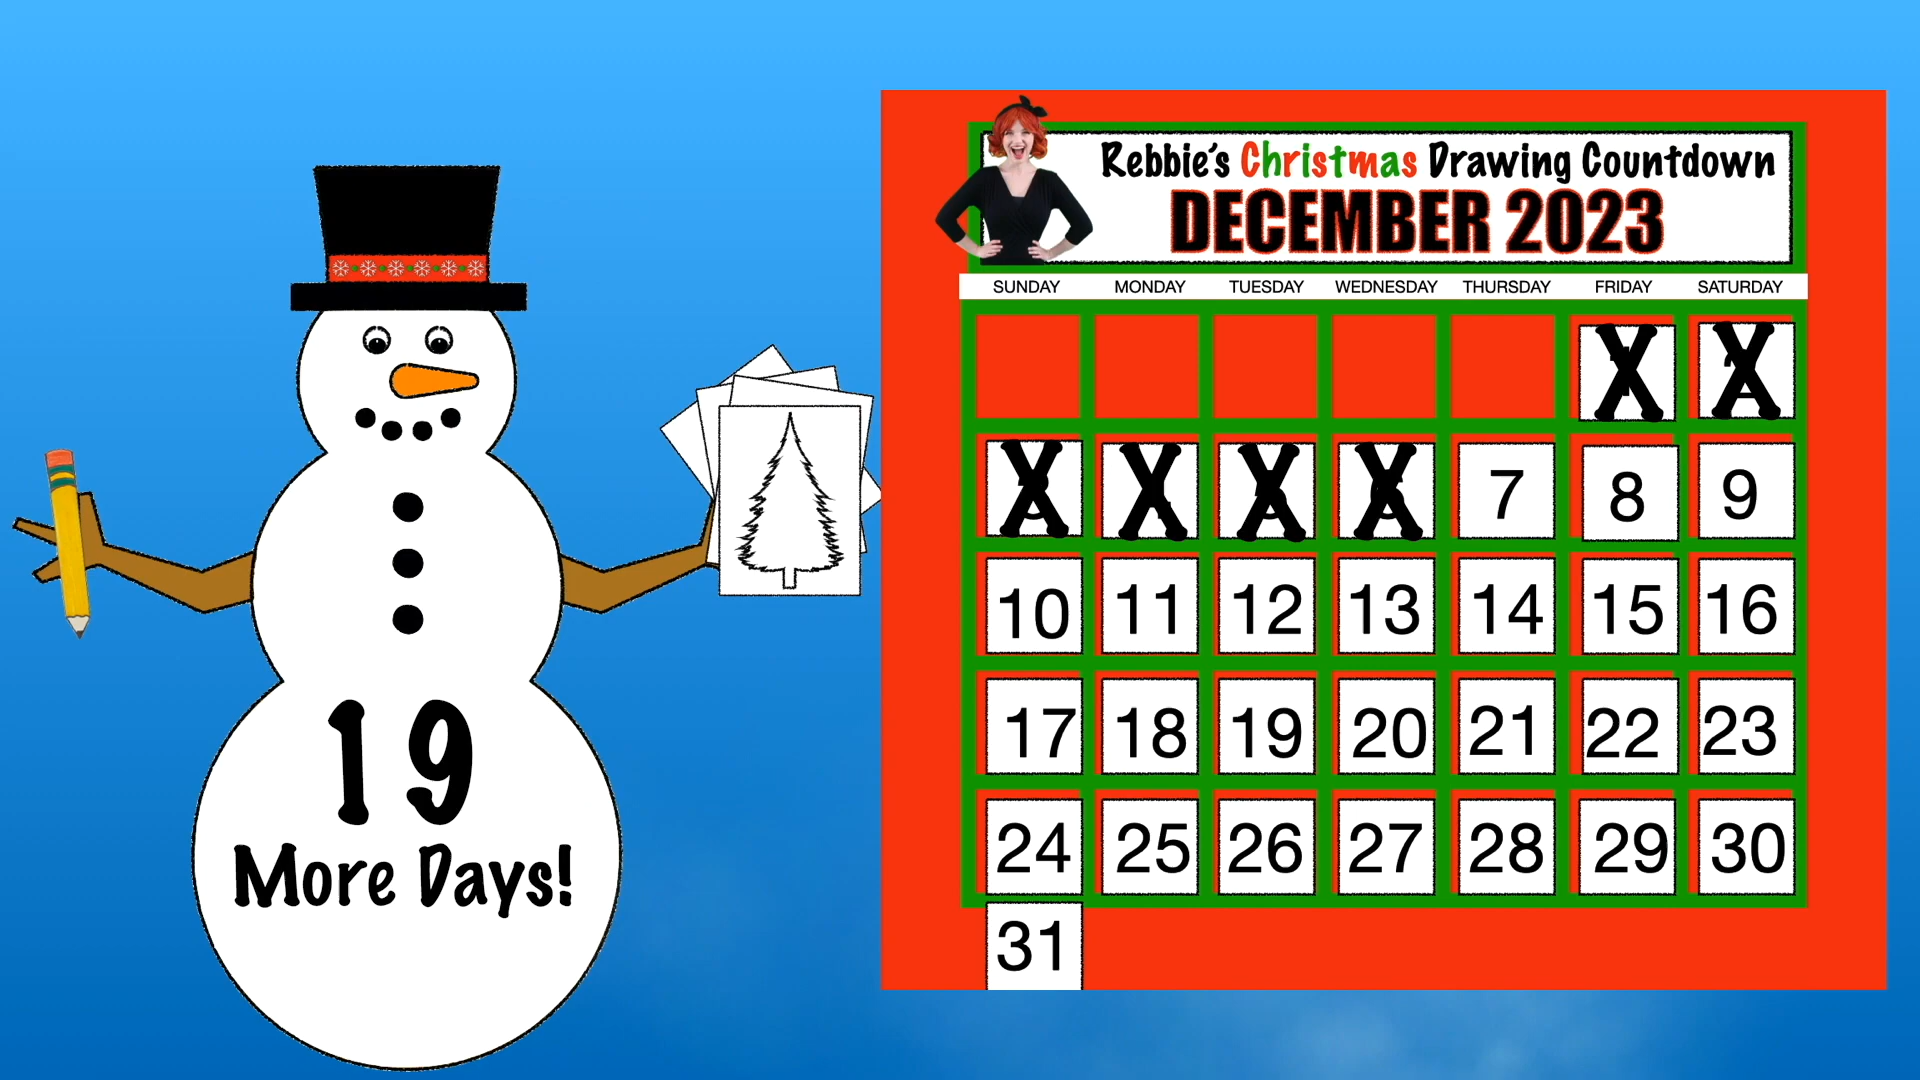 Rebbie's Christmas Drawing Countdown
DECEMBER 2023
SUNDAY MONDAY TUESDAY WEDNESDAY THURSDAY FRIDAY SATURDAY
X X
X X X X 7 8 9
10 11 12 13 14 15 16
17 18 19 20 21 22 23
24 25 26 27 28 29 30
31
19
More Days!